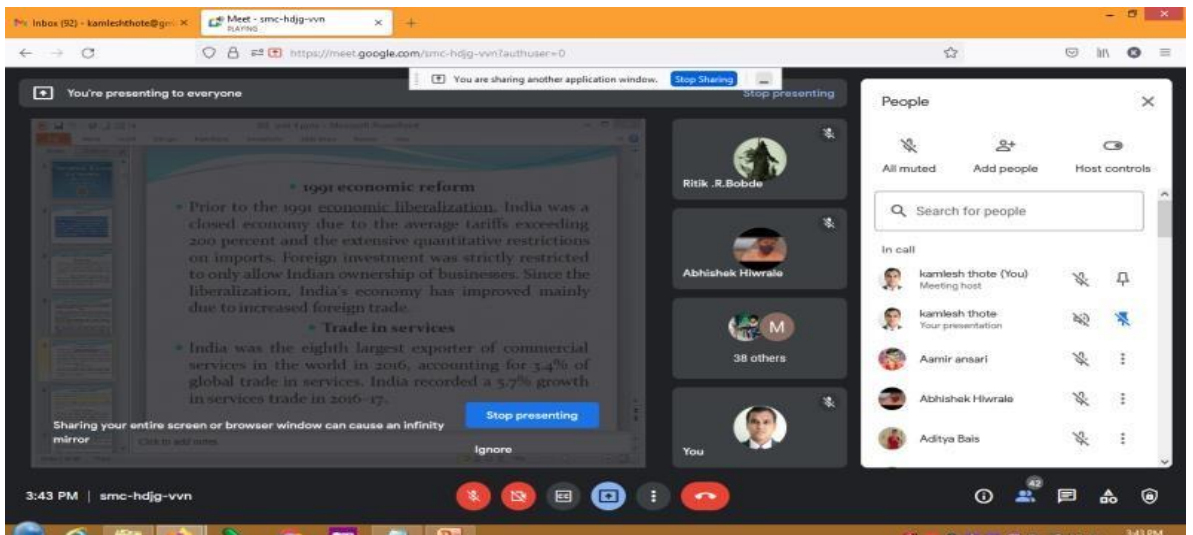 Inbox (92) - kamleshthote@gm
Meet - smc-hdjg-vvn
PLAYING
https://meet.google.com/smc-hdjg-vvn?authuser=0
You are sharing another application window. Stop Sharing
You're presenting to everyone
Stop presenting
• 1991 economic reform
• Prior to the 1991 economic liberalization, India was a
closed economy due to the average tariffs exceeding
200 percent and the extensive quantitative restrictions
on imports. Foreign investment was strictly restricted
to only allow Indian ownership of businesses. Since the
liberalization, India's economy has improved mainly
due to increased foreign trade.
• Trade in services
• India was the eighth largest exporter of commercial
services in the world in 2016, accounting for 3.4% of
global trade in services. India recorded a 5.7% growth
in services trade in 2016-17.
Sharing your entire screen or browser window can cause an infinity
mirror
Stop presenting
Ignore
Click to add notes
Ritik .R.Bobde
Abhishek Hiwrale
M
38 others
You
People
All muted
Add people
Host controls
Search for people
In call
kamlesh thote (You)
Meeting host
kamlesh thote
Your presentation
Aamir ansari
Abhishek Hiwrale
Aditya Bais
3:43 PM | smc-hdjg-vvn
42
3:43 PM